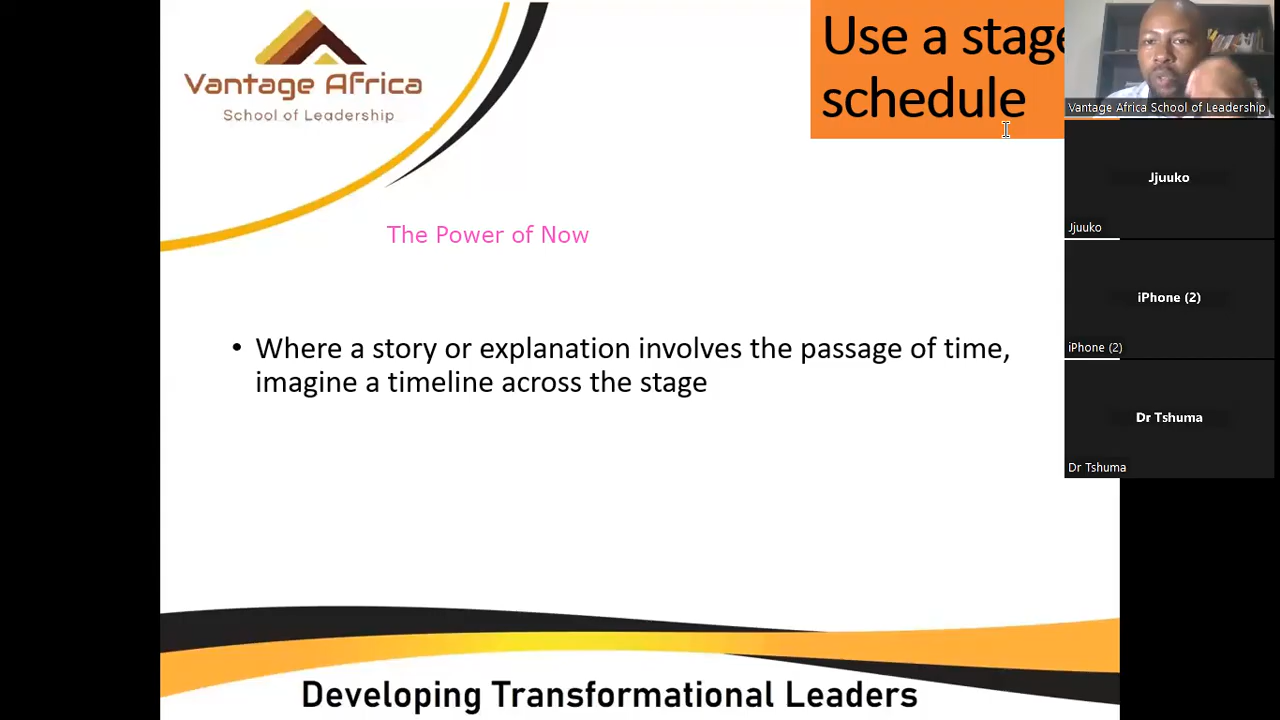 Vantage Africa
School of Leadership
Use a stage
schedule
The Power of Now
• Where a story or explanation involves the passage of time,
imagine a timeline across the stage
Developing Transformational Leaders
Vantage Africa School of Leadership
Jjuuko
Jjuuko
iPhone (2)
iPhone (2)
Dr Tshuma
Dr Tshuma